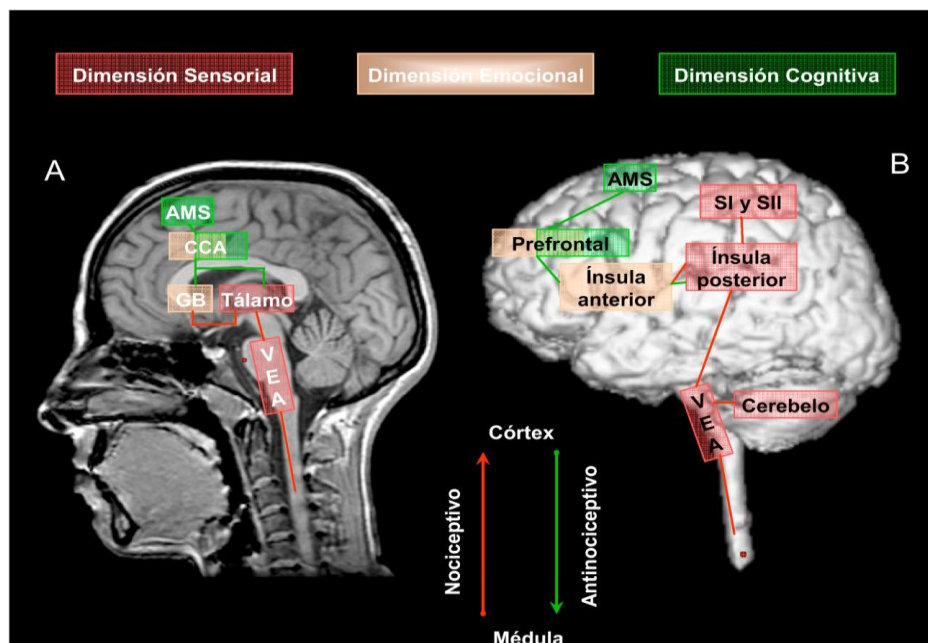 Dimensión Sensorial
Dimensión Emocional
Dimensión Cognitiva
A
B
AMS
CCA
GB
Tálamo
V
E
A
AMS
SI y SII
Prefrontal
Ínsula
posterior
Ínsula
anterior
V
E
A
Cerebelo
Córtex
Nociceptivo
Antinociceptivo
Médula